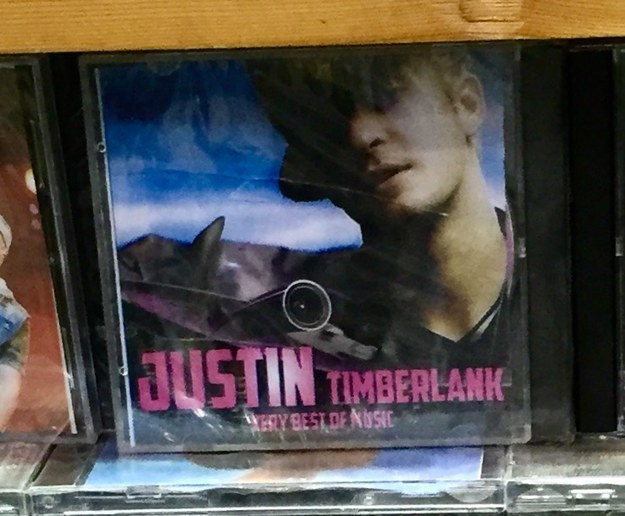 JUSTIN TIMBERLANK
VERY BEST OF MUSIC